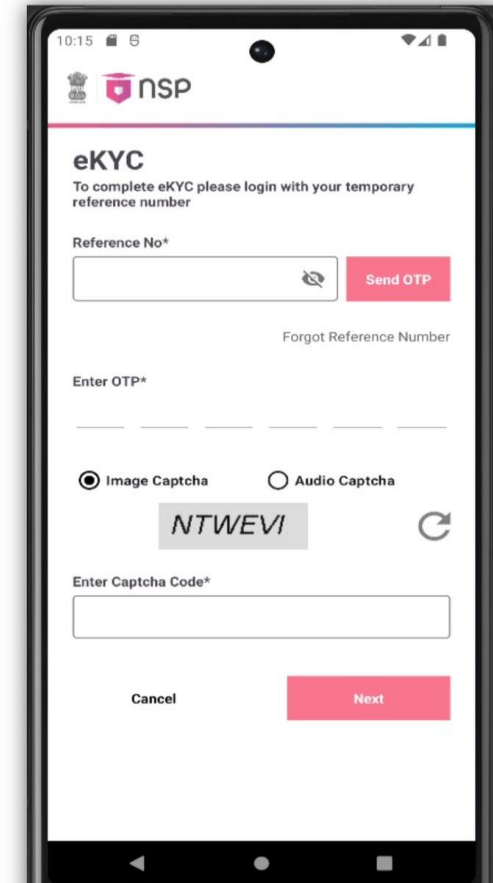 10:15
nsp
eKYC
To complete eKYC please login with your temporary
reference number
Reference No*
Send OTP
Forgot Reference Number
Enter OTP*
Image Captcha Audio Captcha
NTWEVI
Enter Captcha Code*
Cancel Next